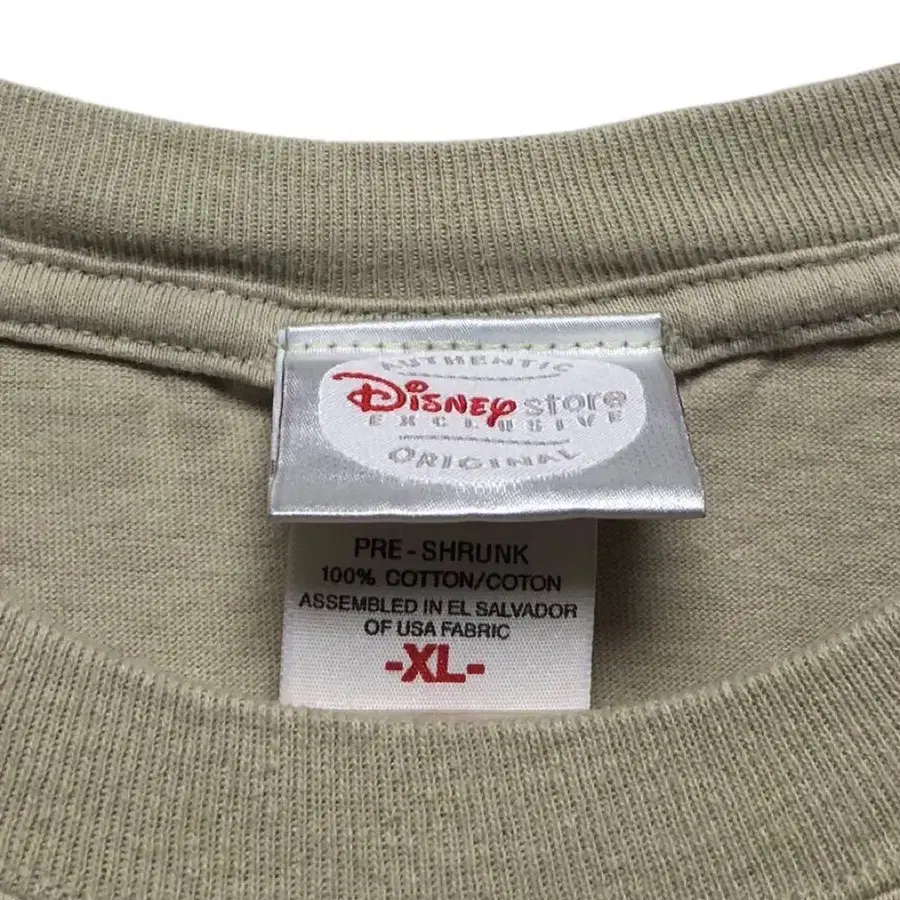 AUTHENTIC
Disney store
EXCLUSIVE
ORIGINAL
PRE-SHRUNK
100% COTTON/COTON
ASSEMBLED IN EL SALVADOR
OF USA FABRIC
-XL-